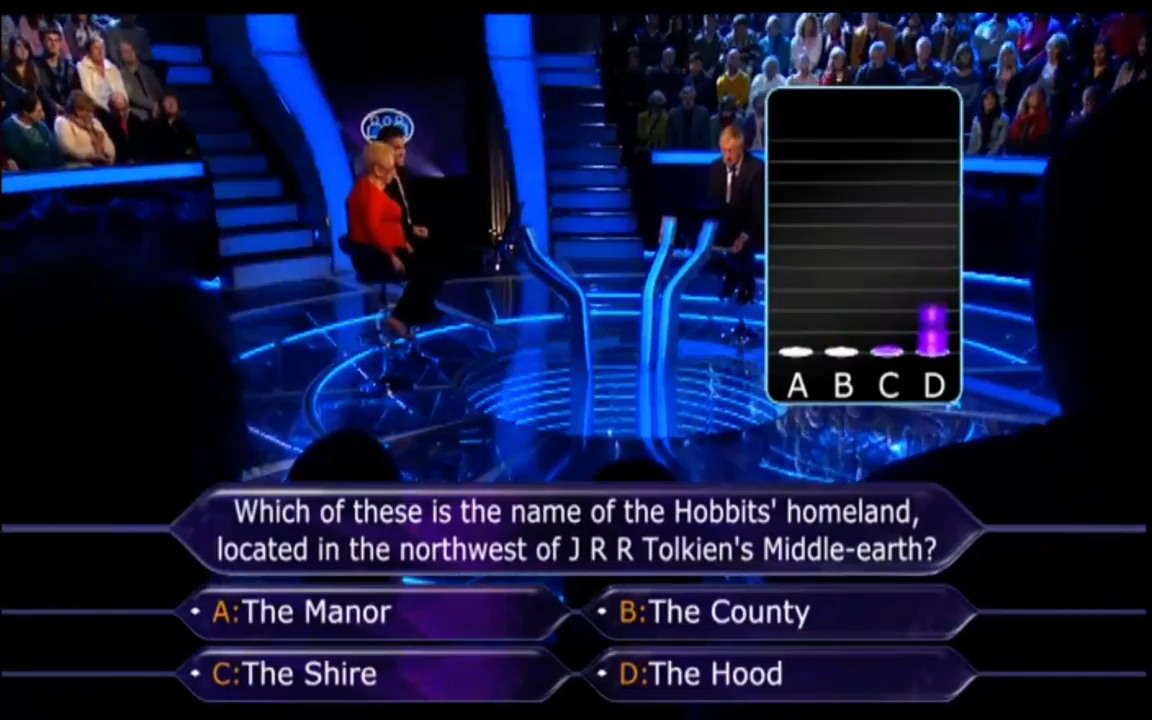 A B C D
Which of these is the name of the Hobbits' homeland,
located in the northwest of J R R Tolkien's Middle-earth?
A:The Manor
B:The County
C:The Shire
D:The Hood